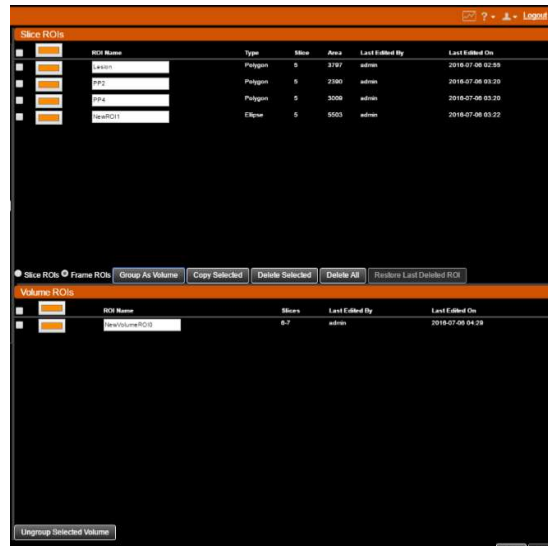 ? Logout
Slice ROIs
ROI Name Type Slice Area Last Edited By Last Edited On
Lesion Polygon 5 3797 admin 2016-07-06 02:55
PP2 Polygon 5 2390 admin 2016-07-06 03:20
PP4 Polygon 5 3009 admin 2016-07-06 03:20
NewROI1 Ellipse 5 5503 admin 2016-07-06 03:22
Slice ROIs Frame ROIs Group As Volume Copy Selected Delete Selected Delete All Restore Last Deleted ROI
Volume ROIs
ROI Name Slices Last Edited By Last Edited On
NewVolumeROI0 6-7 admin 2016-07-06 04:29
Ungroup Selected Volume